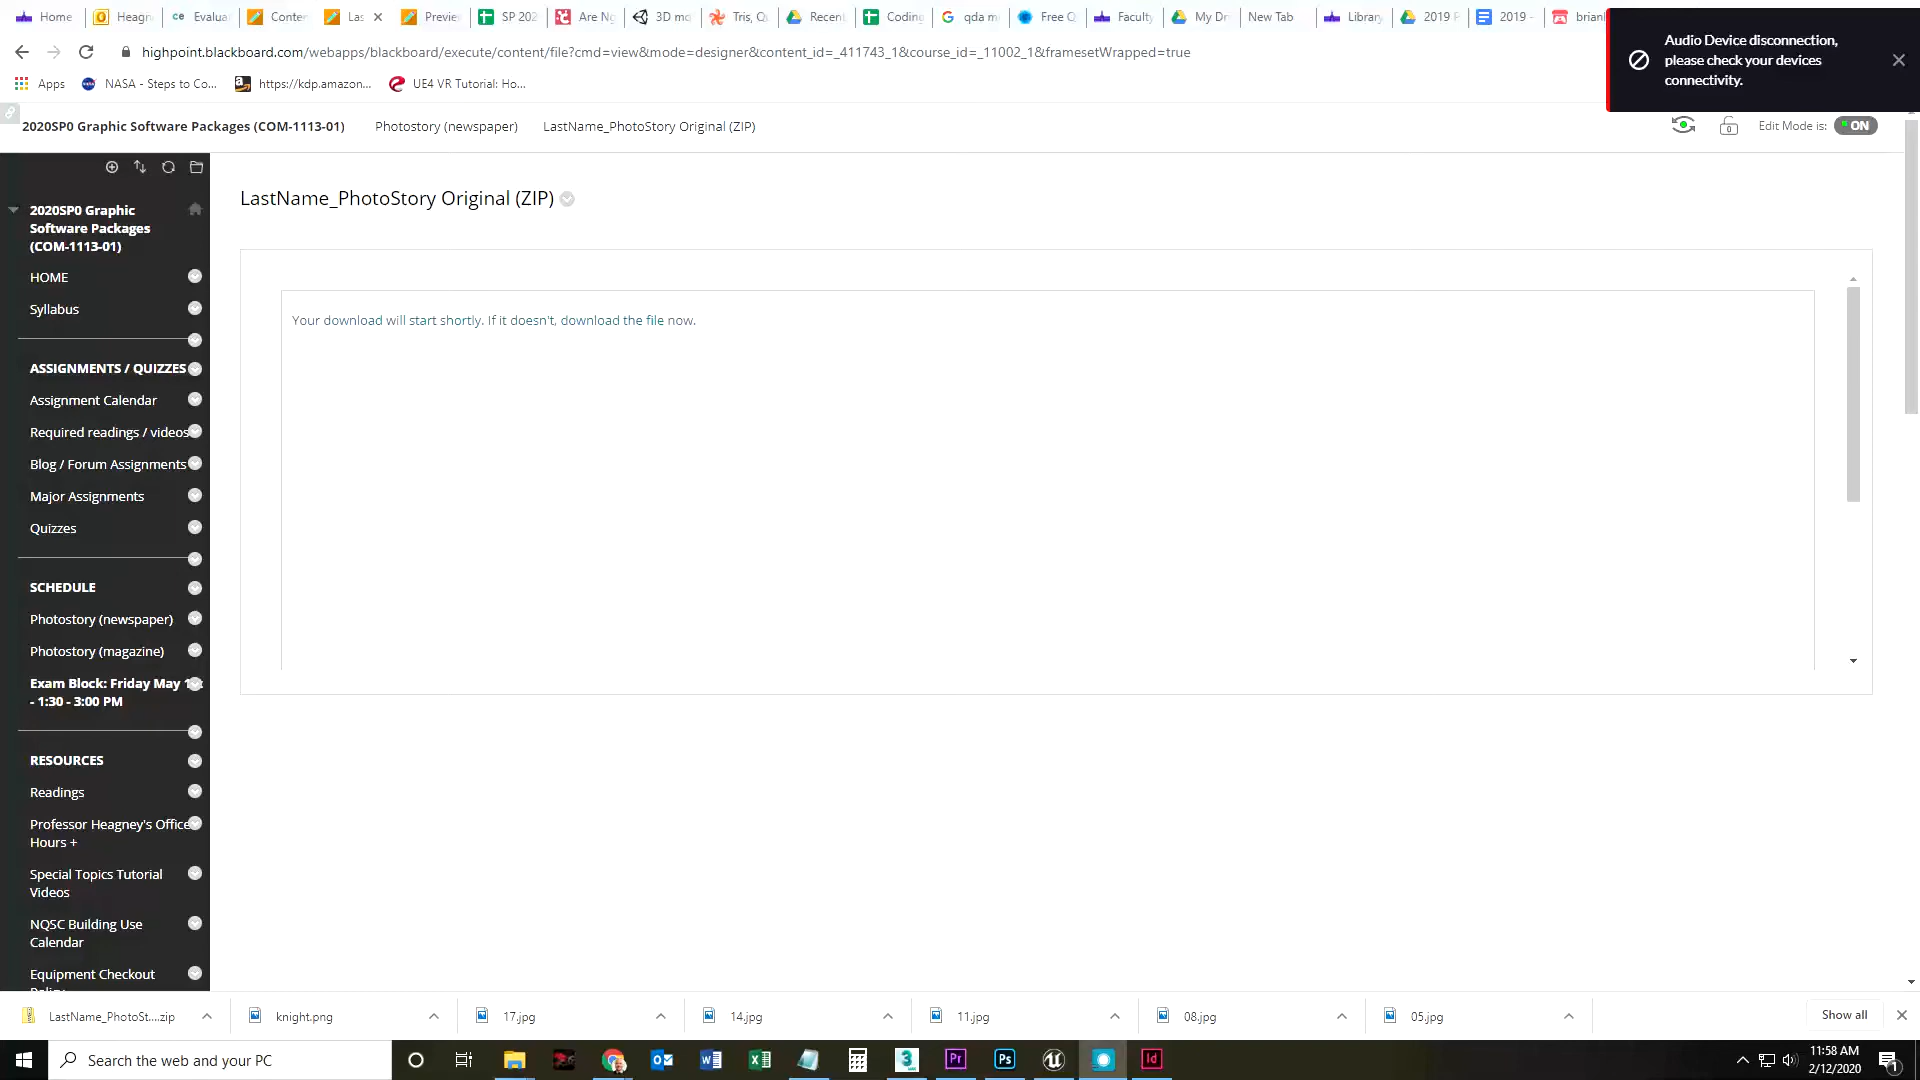 Home
Heagn
Evalua
Conten
Las
Previe
SP 202
Are Ng
3D mo
Tris, Q
Recent
Coding
qda m
Free Q
Faculty
My Dr
New Tab
Library
2019 P
2019 -
brianh
highpoint.blackboard.com/webapps/blackboard/execute/content/file?cmd=view&mode=designer&content_id=_411743_1&course_id=_11002_1&framesetWrapped=true
Audio Device disconnection,
please check your devices
connectivity.
Apps
NASA - Steps to Co...
https://kdp.amazon...
UE4 VR Tutorial: Ho...
2020SP0 Graphic Software Packages (COM-1113-01)
Photostory (newspaper)
LastName_PhotoStory Original (ZIP)
Edit Mode is:
ON
2020SP0 Graphic
Software Packages
(COM-1113-01)
HOME
Syllabus
ASSIGNMENTS / QUIZZES
Assignment Calendar
Required readings / videos
Blog / Forum Assignments
Major Assignments
Quizzes
SCHEDULE
Photostory (newspaper)
Photostory (magazine)
Exam Block: Friday May
- 1:30 - 3:00 PM
RESOURCES
Readings
Professor Heagney's Office
Hours +
Special Topics Tutorial
Videos
NQSC Building Use
Calendar
Equipment Checkout
LastName_PhotoStory Original (ZIP)
Your download will start shortly. If it doesn't, download the file now.
LastName_PhotoSt....zip
knight.png
17.jpg
14.jpg
11.jpg
08.jpg
05.jpg
Show all
Search the web and your PC
Pr
Ps
Id
11:58 AM
2/12/2020
1